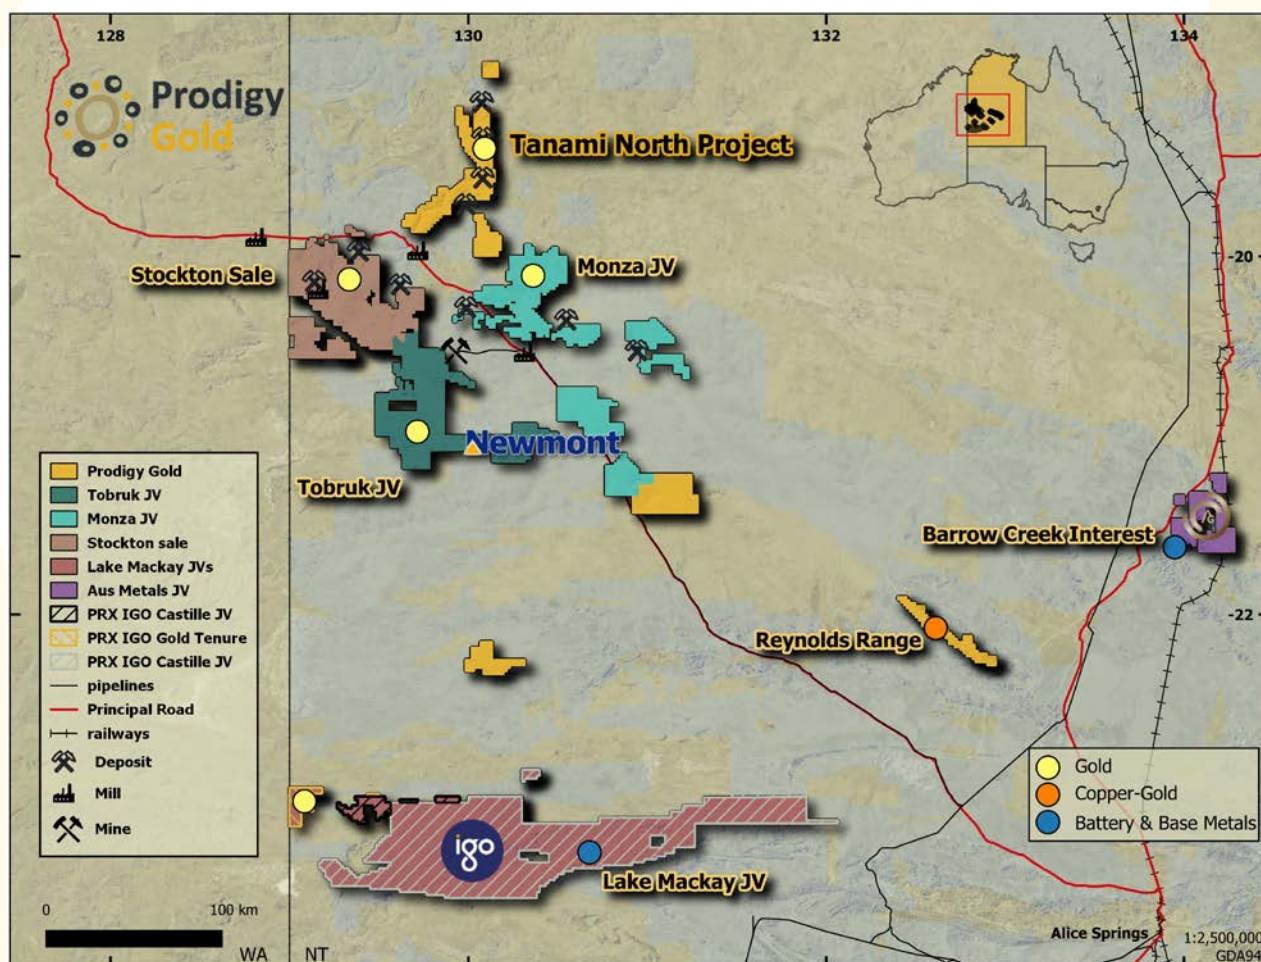 128
130
132
134
Prodigy
Gold
Tanami North Project
-20
Stockton Sale
Monza JV
Newmont
Tobruk JV
Prodigy Gold
Tobruk JV
Monza JV
Stockton sale
Lake Mackay JVs
Aus Metals JV
PRX IGO Castille JV
PRX IGO Gold Tenure
PRX IGO Castille JV
pipelines
Principal Road
railways
Deposit
Mill
Mine
Barrow Creek Interest
-22
Reynolds Range
Gold
Copper-Gold
Battery & Base Metals
igo
Lake Mackay JV
0 100 km
WA NT
Alice Springs
1:2,500,000
GDA94